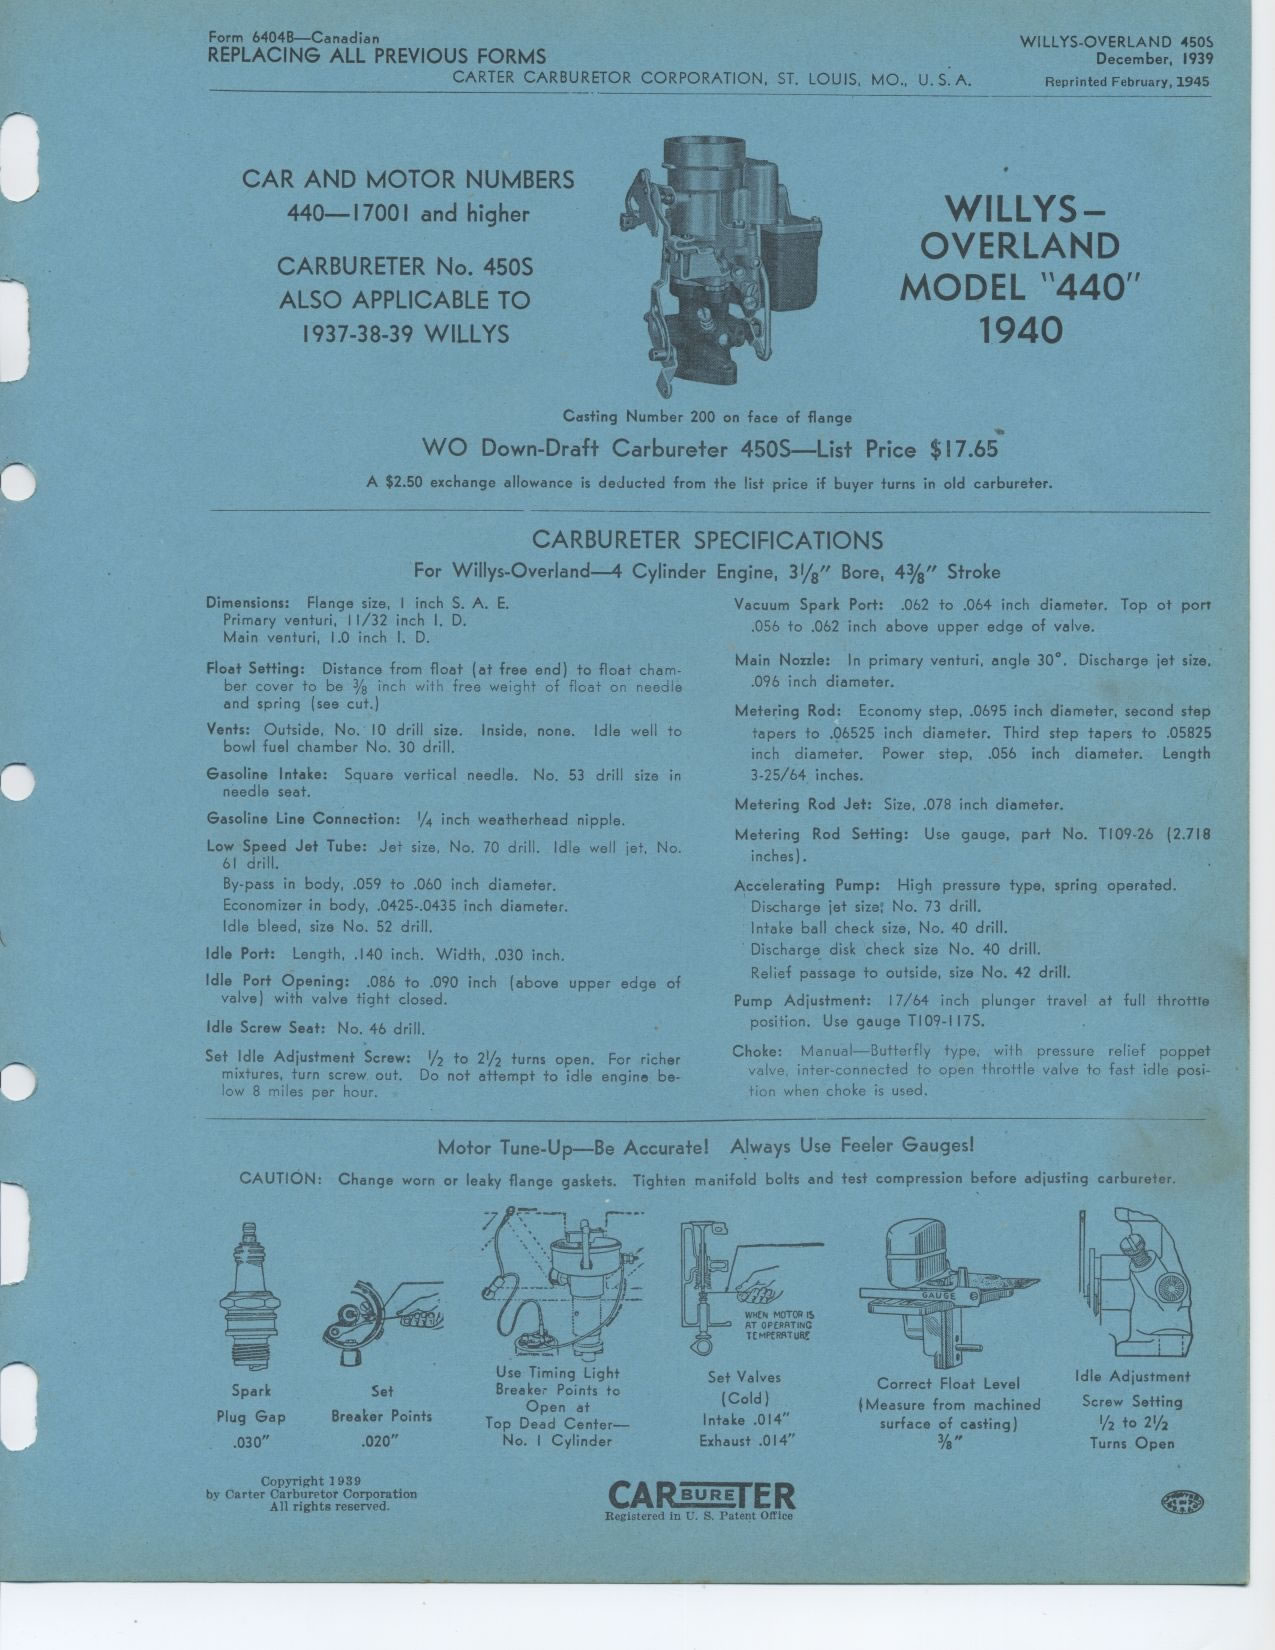 Form 6404B—Canadian
REPLACING ALL PREVIOUS FORMS
WILLYS-OVERLAND 450S
December, 1939
CARTER CARBURETOR CORPORATION, ST. LOUIS, MO., U. S. A.
Reprinted February, 1945
CAR AND MOTOR NUMBERS
440—17001 and higher
CARBURETER No. 450S
ALSO APPLICABLE TO
1937-38-39 WILLYS
WILLYS–
OVERLAND
MODEL "440"
1940
Casting Number 200 on face of flange
WO Down-Draft Carbureter 450S—List Price $17.65
A $2.50 exchange allowance is deducted from the list price if buyer turns in old carbureter.
CARBURETER SPECIFICATIONS
For Willys-Overland—4 Cylinder Engine, 3⅛" Bore, 4⅜" Stroke
Dimensions: Flange size, 1 inch S. A. E.
Primary venturi, 11/32 inch I. D.
Main venturi, 1.0 inch I. D.
Float Setting: Distance from float (at free end) to float cham-
ber cover to be ⅜ inch with free weight of float on needle
and spring (see cut.)
Vents: Outside, No. 10 drill size. Inside, none. Idle well to
bowl fuel chamber No. 30 drill.
Gasoline Intake: Square vertical needle. No. 53 drill size in
needle seat.
Gasoline Line Connection: ¼ inch weatherhead nipple.
Low Speed Jet Tube: Jet size, No. 70 drill. Idle well jet, No.
61 drill.
By-pass in body, .059 to .060 inch diameter.
Economizer in body, .0425-.0435 inch diameter.
Idle bleed, size No. 52 drill.
Idle Port: Length, .140 inch. Width, .030 inch.
Idle Port Opening: .086 to .090 inch (above upper edge of
valve) with valve tight closed.
Idle Screw Seat: No. 46 drill.
Set Idle Adjustment Screw: ½ to 2½ turns open. For richer
mixtures, turn screw out. Do not attempt to idle engine be-
low 8 miles per hour.
Vacuum Spark Port: .062 to .064 inch diameter. Top ot port
.056 to .062 inch above upper edge of valve.
Main Nozzle: In primary venturi, angle 30°. Discharge jet size,
.096 inch diameter.
Metering Rod: Economy step, .0695 inch diameter, second step
tapers to .06525 inch diameter. Third step tapers to .05825
inch diameter. Power step, .056 inch diameter. Length
3-25/64 inches.
Metering Rod Jet: Size, .078 inch diameter.
Metering Rod Setting: Use gauge, part No. T109-26 (2.718
inches).
Accelerating Pump: High pressure type, spring operated.
Discharge jet size; No. 73 drill.
Intake ball check size, No. 40 drill.
Discharge disk check size No. 40 drill.
Relief passage to outside, size No. 42 drill.
Pump Adjustment: 17/64 inch plunger travel at full throttle
position. Use gauge T109-117S.
Choke: Manual—Butterfly type, with pressure relief poppet
valve, inter-connected to open throttle valve to fast idle posi-
tion when choke is used.
Motor Tune-Up—Be Accurate! Always Use Feeler Gauges!
CAUTION: Change worn or leaky flange gaskets. Tighten manifold bolts and test compression before adjusting carbureter.
GAUGE
WHEN MOTOR IS
AT OPERATING
TEMPERATURE
Spark
Plug Gap
.030"
Set
Breaker Points
.020"
Use Timing Light
Breaker Points to
Open at
Top Dead Center—
No. 1 Cylinder
Set Valves
(Cold)
Intake .014"
Exhaust .014"
Correct Float Level
(Measure from machined
surface of casting)
⅜"
Idle Adjustment
Screw Setting
½ to 2½
Turns Open
Copyright 1939
by Carter Carburetor Corporation
All rights reserved.
CARBURETER
Registered in U. S. Patent Office